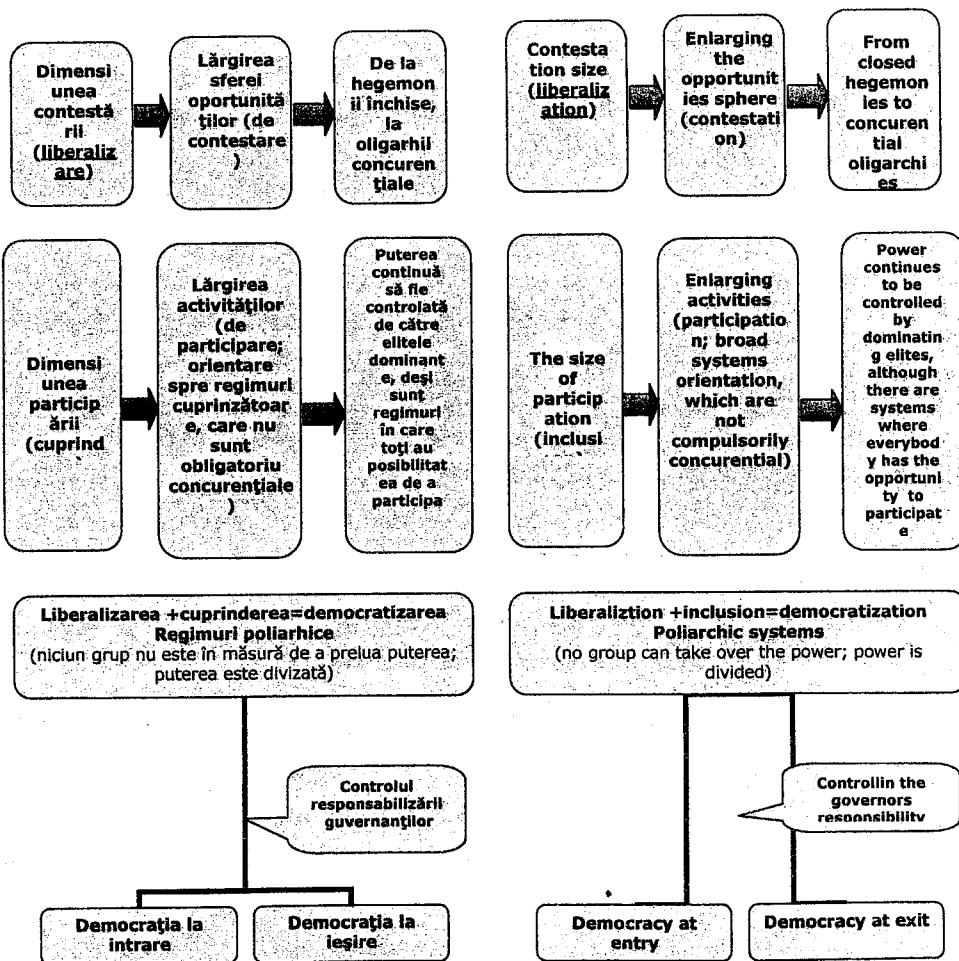 Dimensi
unea
contestă
rii
(liberaliz
are)
Lărgirea
sferei
oportunită
ţilor (de
contestare
)
De la
hegemon
ii închise,
la
oligarhii
concuren
ţiale
Dimensi
unea
particip
ării
(cuprind
Lărgirea
activităţilor
(de
participare;
orientare
spre regimuri
cuprinzătoar
e, care nu
sunt
obligatoriu
concurenţiale
)
Puterea
continuă
să fie
controlată
de către
elitele
dominant
e, deşi
sunt
regimuri
în care
toţi au
posibilitat
ea de a
participa
Liberalizarea +cuprinderea=democratizarea
Regimuri poliarhice
(niciun grup nu este în măsură de a prelua puterea;
puterea este divizată)
Controlul
responsabilizării
guvernanţilor
Democraţia la
intrare
Democraţia la
ieşire
Contesta
tion size
(liberaliz
ation)
Enlarging
the
opportunit
ies sphere
(contestati
on)
From
closed
hegemon
ies to
concuren
tial
oligarchi
es
The size
of
particip
ation
(inclusi
Enlarging
activities
(participatio
n; broad
systems
orientation,
which are
not
compulsorily
concurential)
Power
continues
to be
controlled
by
dominatin
g elites,
although
there are
systems
where
everybod
y has the
opportuni
ty to
participat
e
Liberaliztion +inclusion=democratization
Poliarchic systems
(no group can take over the power; power is
divided)
Controllin the
governors
responsibility
Democracy at
entry
Democracy at exit